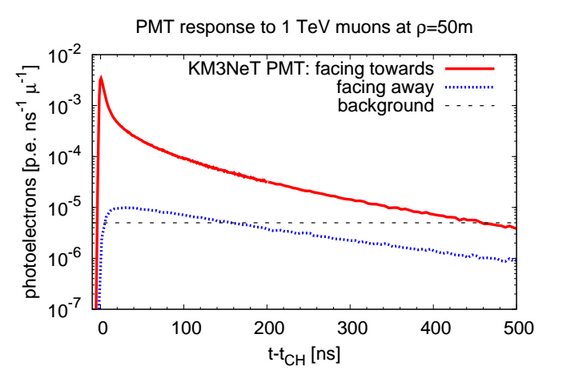 PMT response to 1 TeV muons at ρ=50m
KM3NeT PMT: facing towards
facing away
background
photoelectrons [p.e. ns⁻¹ μ⁻¹]
10⁻²
10⁻³
10⁻⁴
10⁻⁵
10⁻⁶
10⁻⁷
0 100 200 300 400 500
t-t_CH [ns]